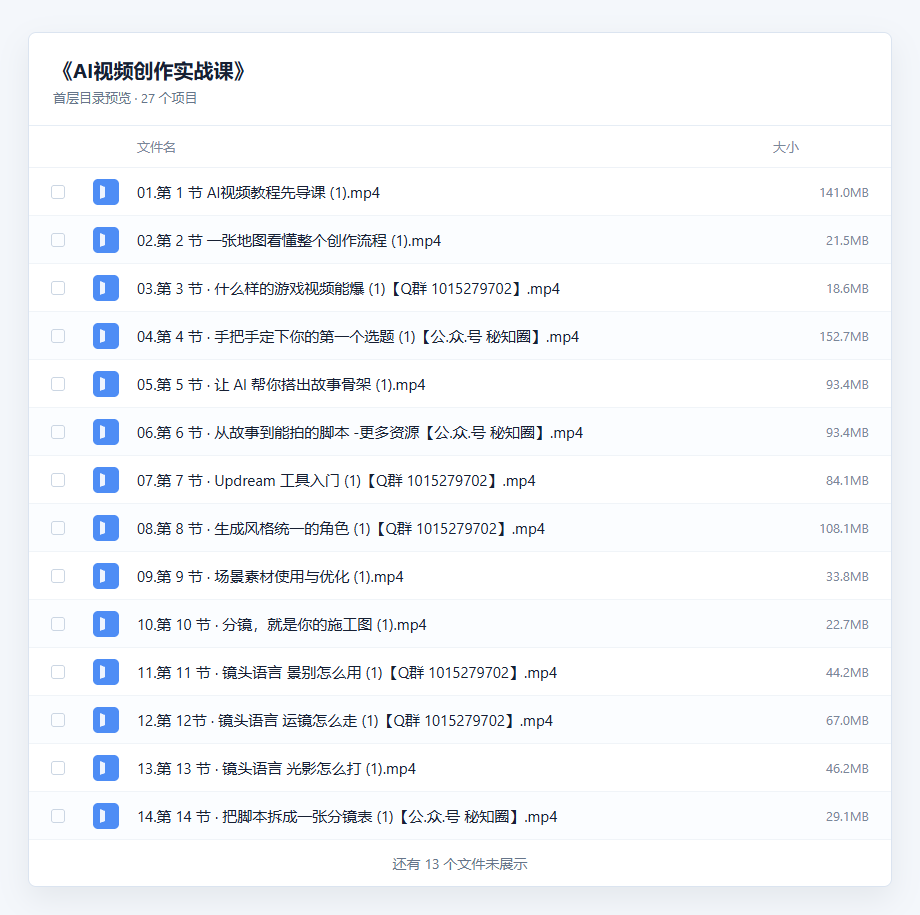 《AI视频创作实战课》
首层目录预览 · 27 个项目
文件名 大小
01.第 1 节 AI视频教程先导课 (1).mp4 141.0MB
02.第 2 节 一张地图看懂整个创作流程 (1).mp4 21.5MB
03.第 3 节 · 什么样的游戏视频能爆 (1)【Q群 1015279702】.mp4 18.6MB
04.第 4 节 · 手把手定下你的第一个选题 (1)【公.众.号 秘知圈】.mp4 152.7MB
05.第 5 节 · 让 AI 帮你搭出故事骨架 (1).mp4 93.4MB
06.第 6 节 · 从故事到能拍的脚本 -更多资源【公.众.号 秘知圈】.mp4 93.4MB
07.第 7 节 · Updream 工具入门 (1)【Q群 1015279702】.mp4 84.1MB
08.第 8 节 · 生成风格统一的角色 (1)【Q群 1015279702】.mp4 108.1MB
09.第 9 节 · 场景素材使用与优化 (1).mp4 33.8MB
10.第 10 节 · 分镜，就是你的施工图 (1).mp4 22.7MB
11.第 11 节 · 镜头语言 景别怎么用 (1)【Q群 1015279702】.mp4 44.2MB
12.第 12节 · 镜头语言 运镜怎么走 (1)【Q群 1015279702】.mp4 67.0MB
13.第 13 节 · 镜头语言 光影怎么打 (1).mp4 46.2MB
14.第 14 节 · 把脚本拆成一张分镜表 (1)【公.众.号 秘知圈】.mp4 29.1MB
还有 13 个文件未展示